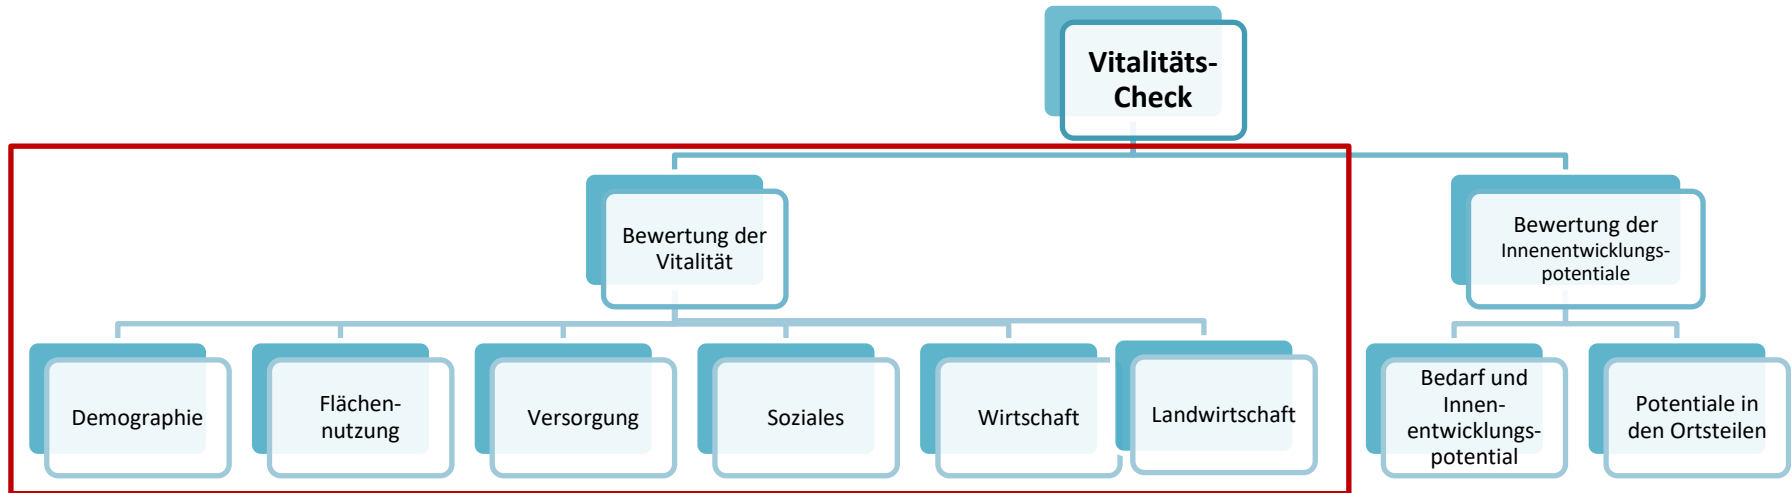 Vitalitäts-
Check
Bewertung der
Vitalität
Bewertung der
Innenentwicklungs-
potentiale
Demographie
Flächen-
nutzung
Versorgung
Soziales
Wirtschaft
Landwirtschaft
Bedarf und
Innen-
entwicklungs-
potential
Potentiale in
den Ortsteilen